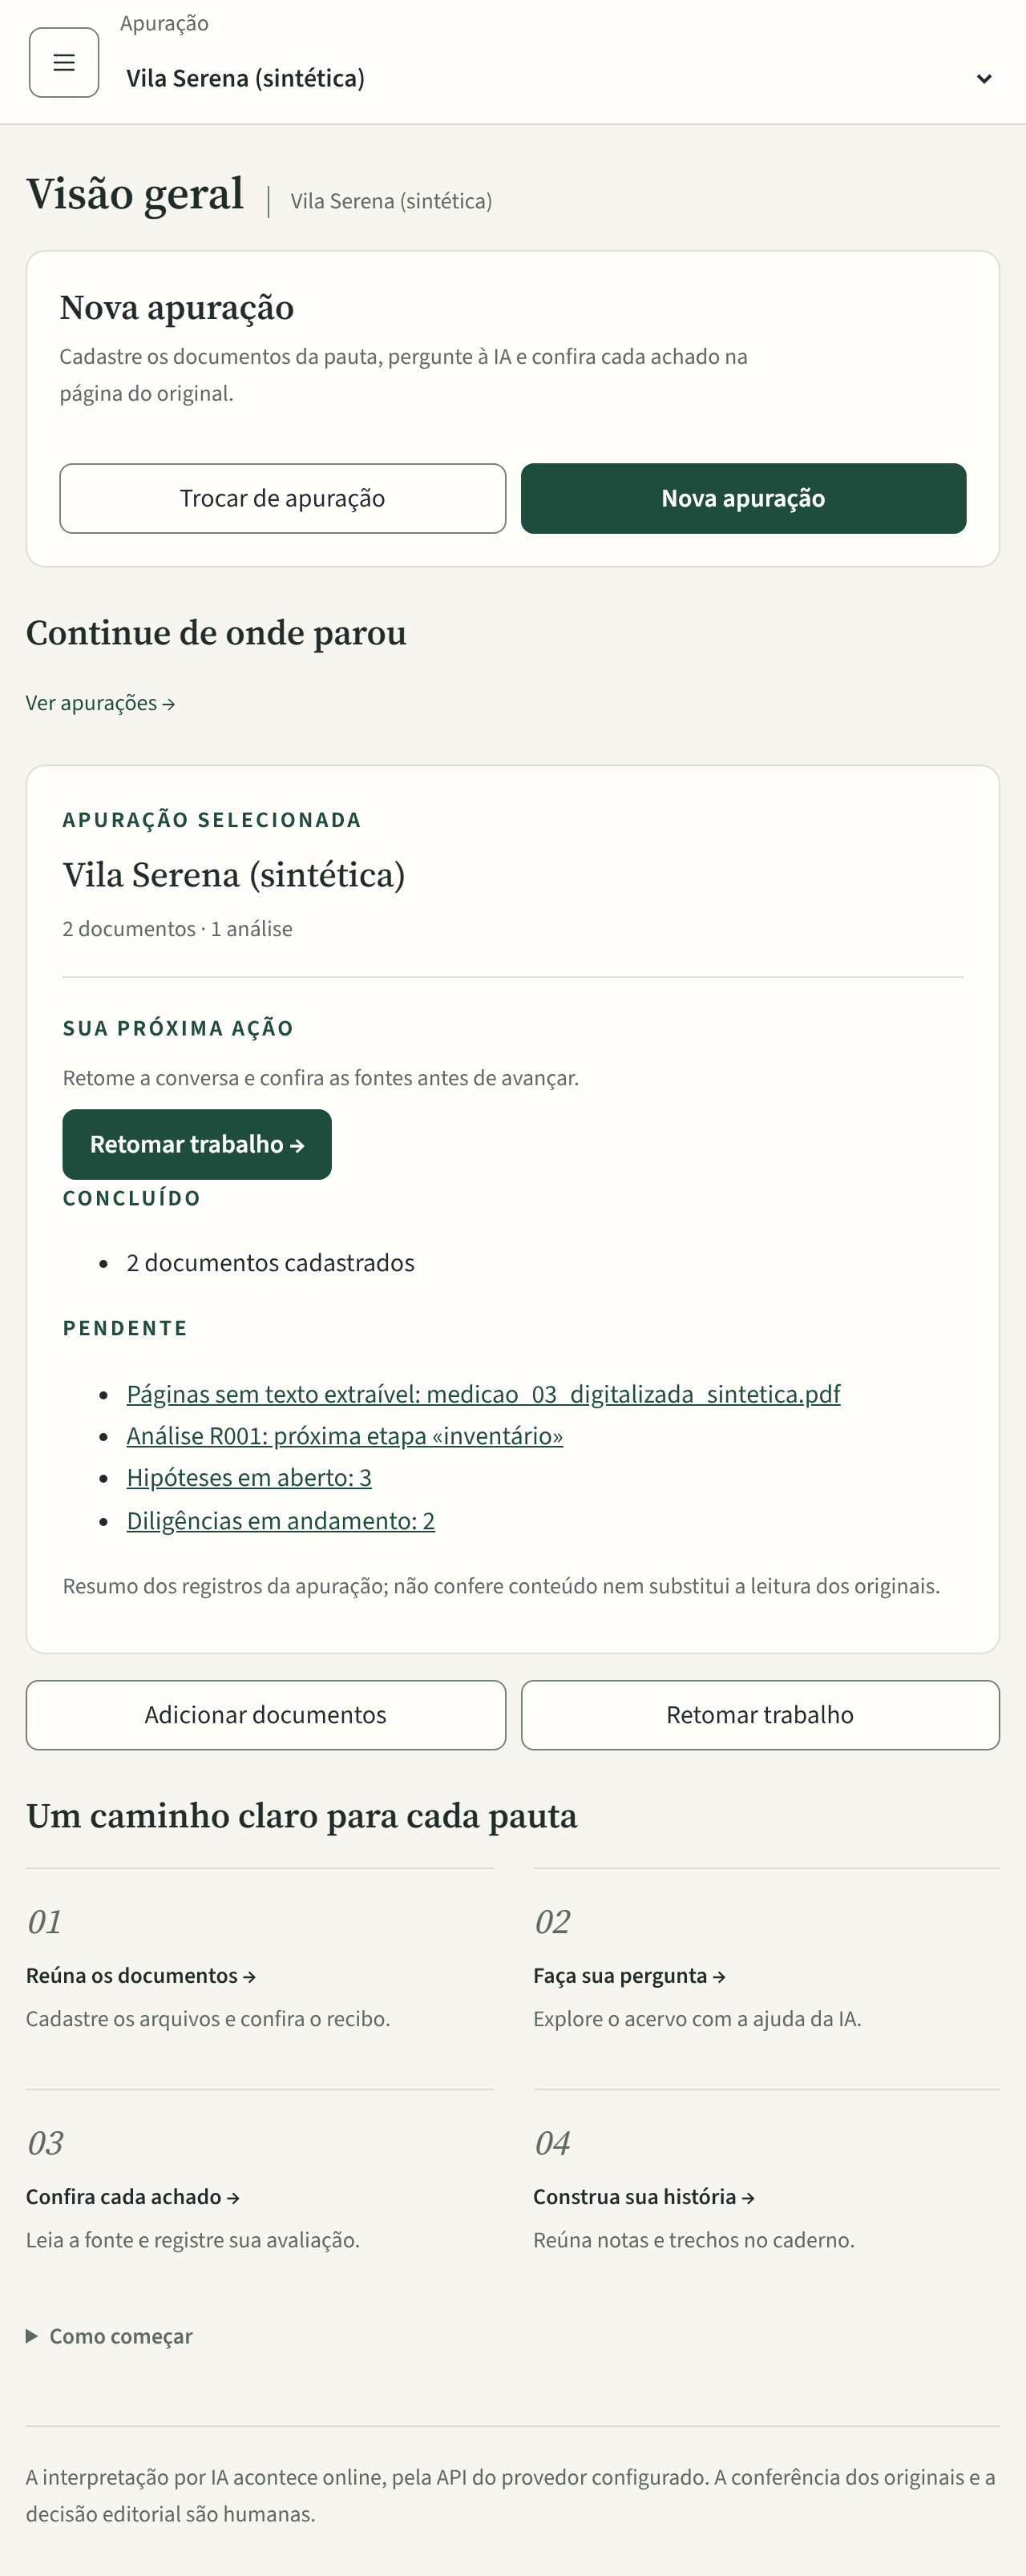 Apuração
Vila Serena (sintética)
Visão geral
Vila Serena (sintética)
Nova apuração
Cadastre os documentos da pauta, pergunte à IA e confira cada achado na
página do original.
Trocar de apuração
Nova apuração
Continue de onde parou
Ver apurações →
APURAÇÃO SELECIONADA
Vila Serena (sintética)
2 documentos · 1 análise
SUA PRÓXIMA AÇÃO
Retome a conversa e confira as fontes antes de avançar.
Retomar trabalho →
CONCLUÍDO
• 2 documentos cadastrados
PENDENTE
• Páginas sem texto extraível: medicao_03_digitalizada_sintetica.pdf
• Análise R001: próxima etapa «inventário»
• Hipóteses em aberto: 3
• Diligências em andamento: 2
Resumo dos registros da apuração; não confere conteúdo nem substitui a leitura dos originais.
Adicionar documentos
Retomar trabalho
Um caminho claro para cada pauta
01
Reúna os documentos →
Cadastre os arquivos e confira o recibo.
02
Faça sua pergunta →
Explore o acervo com a ajuda da IA.
03
Confira cada achado →
Leia a fonte e registre sua avaliação.
04
Construa sua história →
Reúna notas e trechos no caderno.
Como começar
A interpretação por IA acontece online, pela API do provedor configurado. A conferência dos originais e a
decisão editorial são humanas.